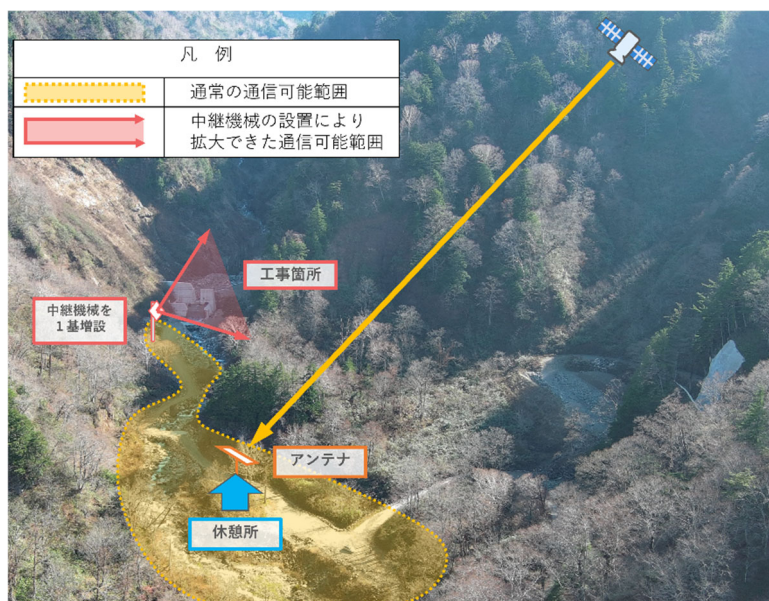 凡　例
通常の通信可能範囲
中継機械の設置により
拡大できた通信可能範囲
工事箇所
中継機械を
１基増設
アンテナ
休憩所